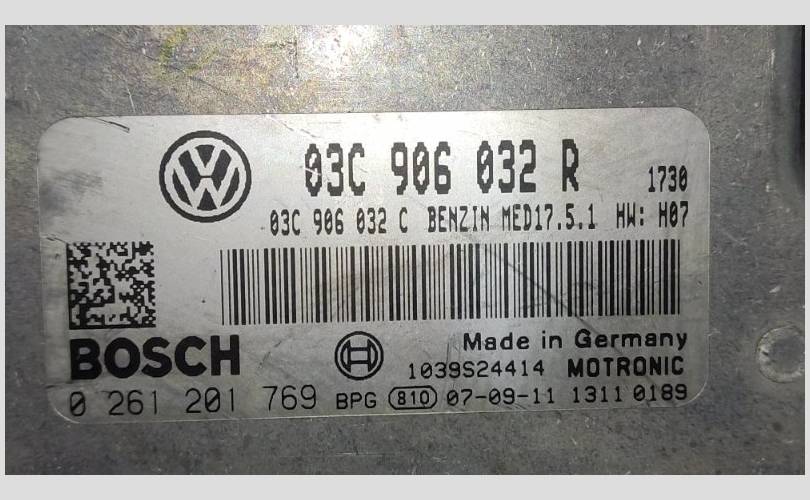 03C 906 032 R 1730
03C 906 032 C BENZIN MED17.5.1 HW: H07
BOSCH Made in Germany
1039S24414 MOTRONIC
0 261 201 769 BPG 810 07-09-11 1311 0189